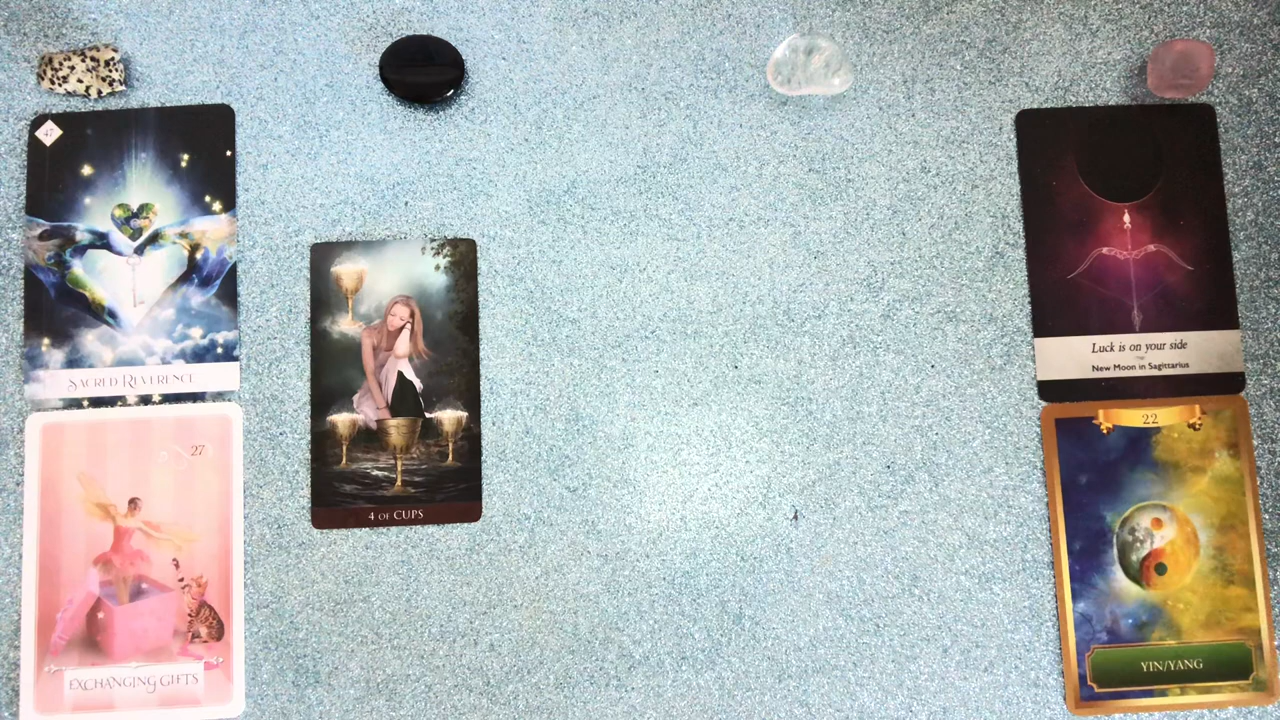 47
SACRED REVERENCE
27
EXCHANGING GIFTS
4 OF CUPS
Luck is on your side
New Moon in Sagittarius
22
YIN/YANG